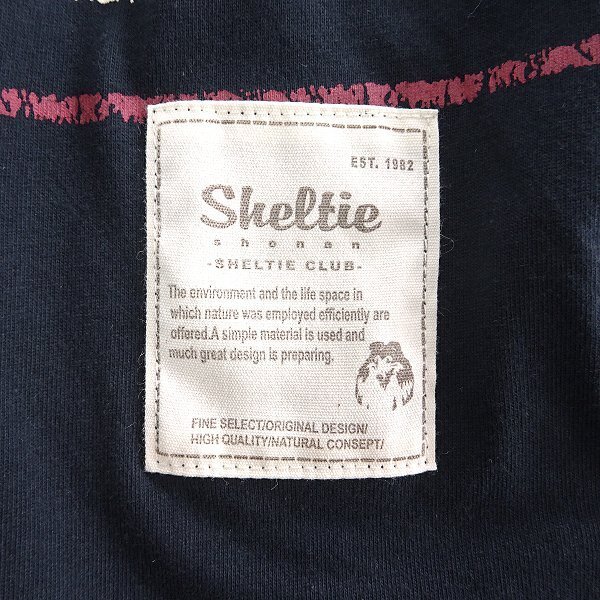 EST. 1982
Sheltie
shonan
-SHELTIE CLUB-
The environment and the life space in
which nature was employed efficiently are
offered.A simple material is used and
much great design is preparing.
FINE SELECT/ORIGINAL DESIGN/
HIGH QUALITY/NATURAL CONSEPT/